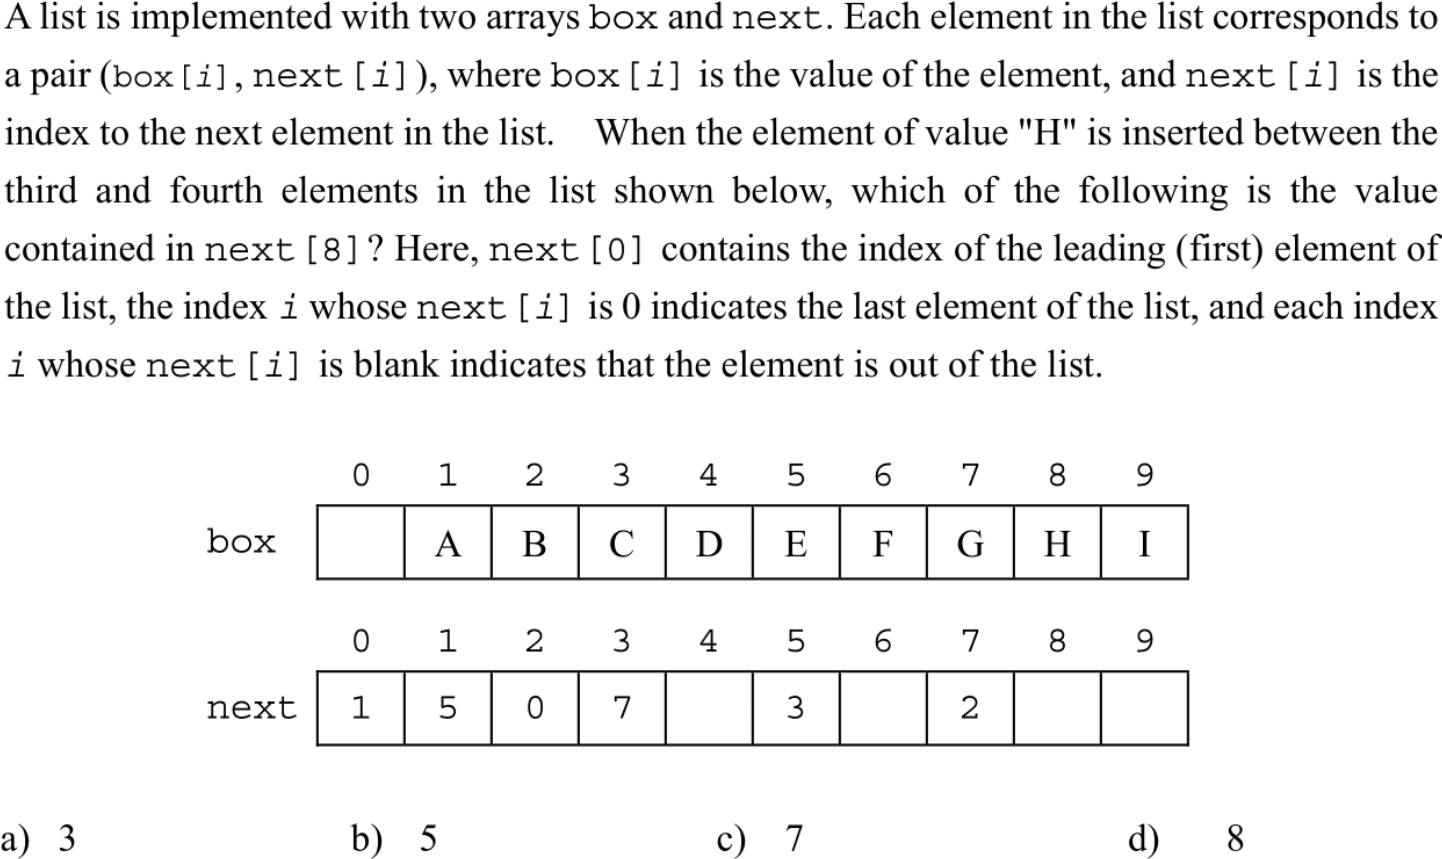 A list is implemented with two arrays box and next. Each element in the list corresponds to
a pair (box[i], next[i]), where box[i] is the value of the element, and next[i] is the
index to the next element in the list. When the element of value "H" is inserted between the
third and fourth elements in the list shown below, which of the following is the value
contained in next[8]? Here, next[0] contains the index of the leading (first) element of
the list, the index i whose next[i] is 0 indicates the last element of the list, and each index
i whose next[i] is blank indicates that the element is out of the list.
0 1 2 3 4 5 6 7 8 9
box A B C D E F G H I
0 1 2 3 4 5 6 7 8 9
next 1 5 0 7 3 2
a) 3 b) 5 c) 7 d) 8